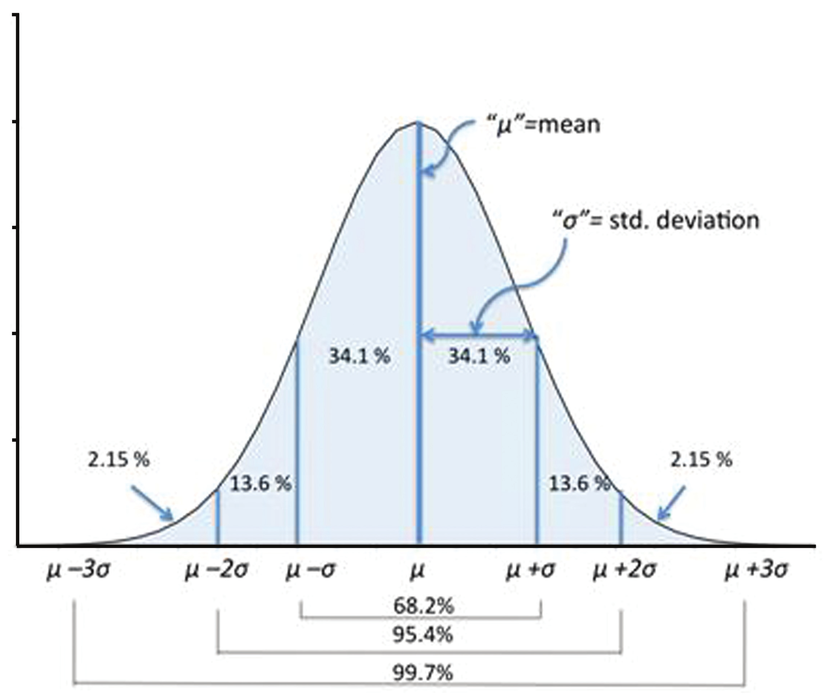 “μ”=mean
“σ”= std. deviation
34.1 % 34.1 %
2.15 % 2.15 %
13.6 % 13.6 %
μ –3σ μ –2σ μ –σ μ μ +σ μ +2σ μ +3σ
68.2%
95.4%
99.7%